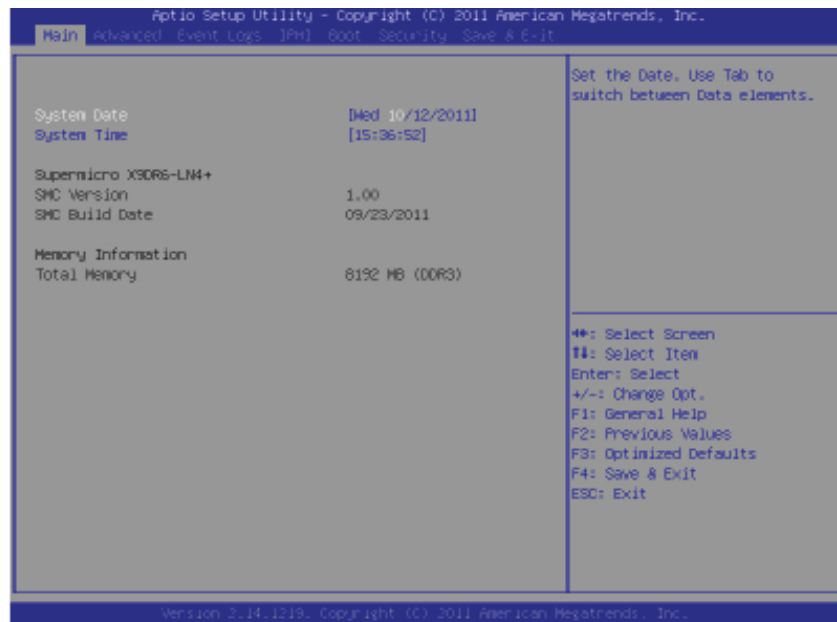 Aptio Setup Utility - Copyright (C) 2011 American Megatrends, Inc.
Main Advanced Event Logs IPMI Boot Security Save & Exit
Set the Date. Use Tab to
switch between Data elements.
System Date [Wed 10/12/2011]
System Time [15:36:52]
Supermicro X9DR6-LN4+
SMC Version 1.00
SMC Build Date 09/23/2011
Memory Information
Total Memory 8192 MB (DDR3)
→←: Select Screen
↑↓: Select Item
Enter: Select
+/-: Change Opt.
F1: General Help
F2: Previous Values
F3: Optimized Defaults
F4: Save & Exit
ESC: Exit
Version 2.14.1219. Copyright (C) 2011 American Megatrends, Inc.